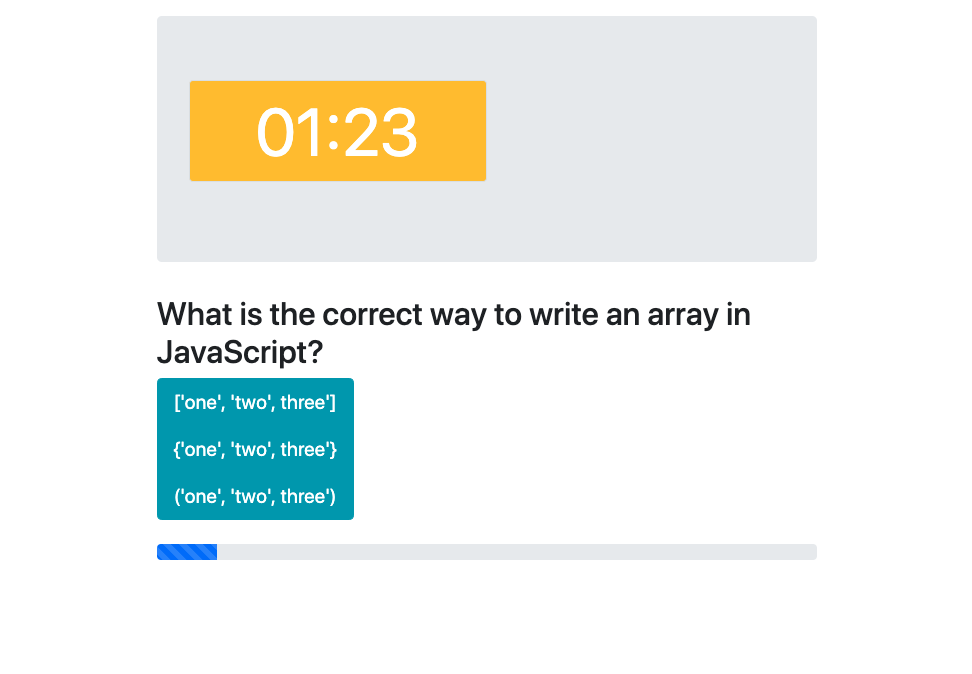 01:23
What is the correct way to write an array in
JavaScript?
['one', 'two', three']
{'one', 'two', three'}
('one', 'two', three')